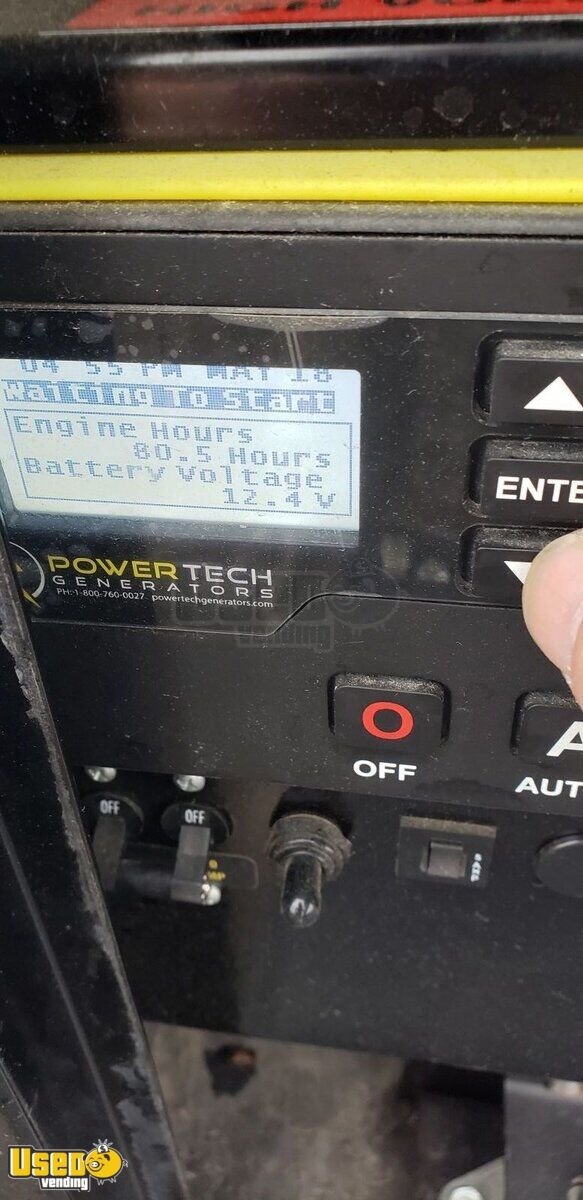 04 55 PM MAY 18
Waiting To Start
Engine Hours
80.5 Hours
Battery Voltage
12.4 v
POWERTECH
GENERATORS
PH:-1-800-760-0027 powertechgenerators.com
ENTE
OFF
AUT
OFF
OFF
vending
Used
vending